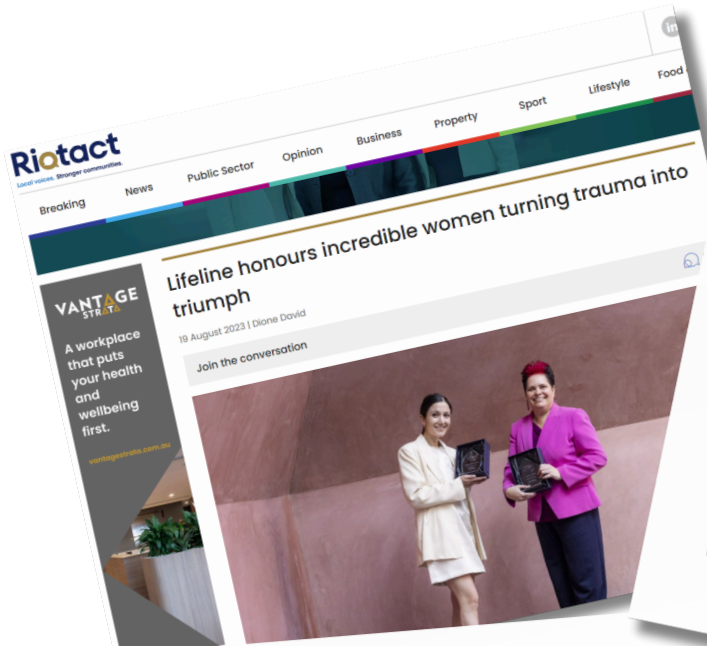 in
Riotact
Local voices. Stronger communities.
Breaking News Public Sector Opinion Business Property Sport Lifestyle Food
Lifeline honours incredible women turning trauma into
triumph
19 August 2023 | Dione David
Join the conversation
VANTAGE
STRATA
A workplace
that puts
your health
and
wellbeing
first.
vantagestrata.com.au